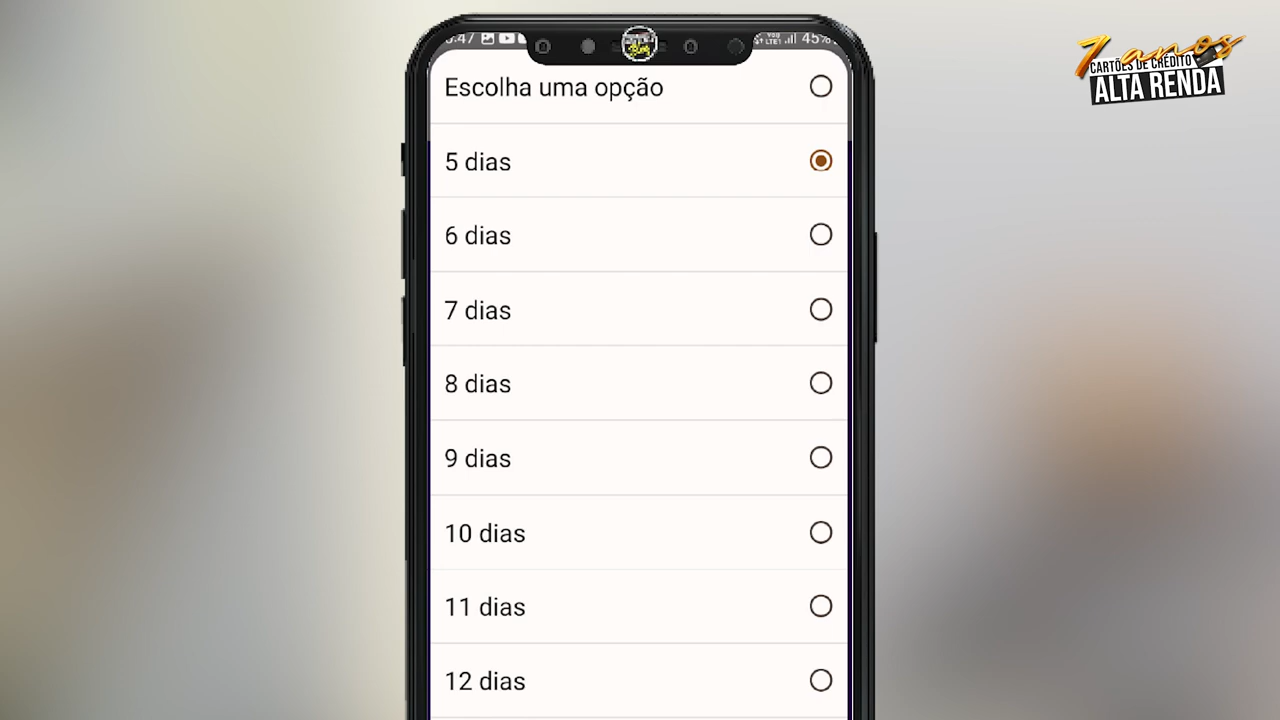 7 anos
CARTÕES DE CRÉDITO
ALTA RENDA
45%
Escolha uma opção
5 dias
6 dias
7 dias
8 dias
9 dias
10 dias
11 dias
12 dias